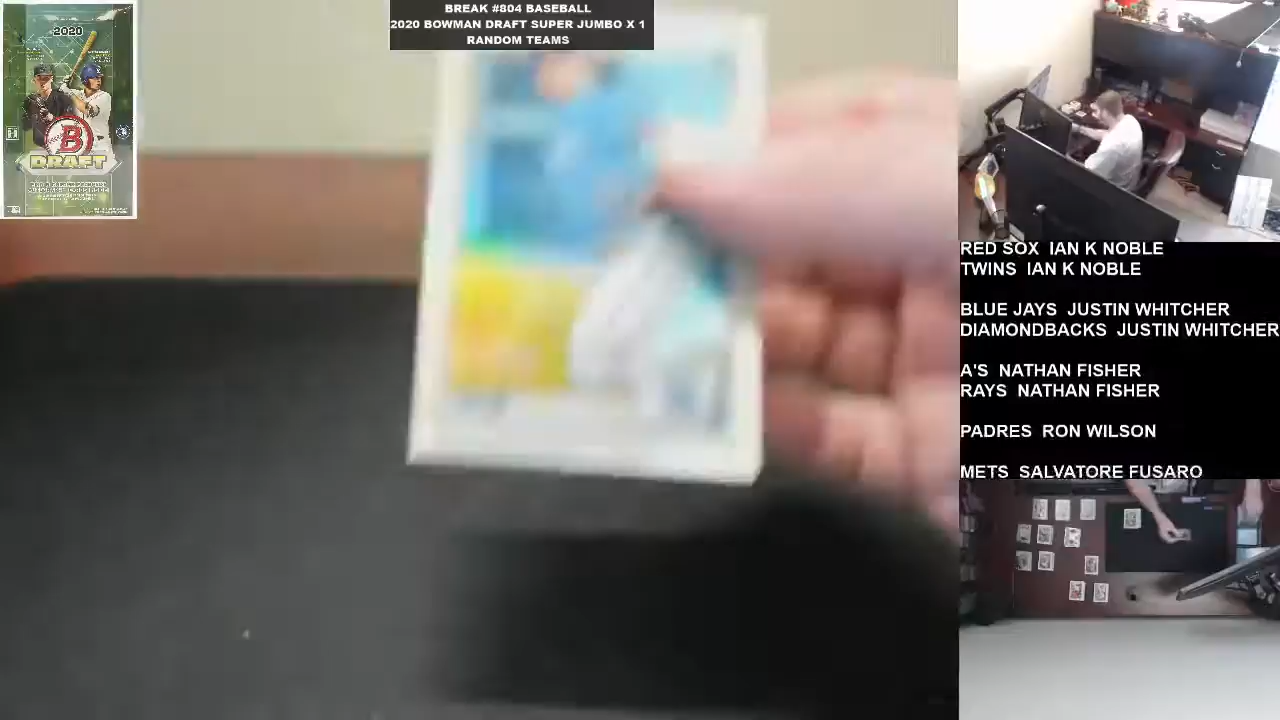 BREAK #804 BASEBALL
2020 BOWMAN DRAFT SUPER JUMBO X 1
RANDOM TEAMS
2020
B
DRAFT
RED SOX IAN K NOBLE
TWINS IAN K NOBLE
BLUE JAYS JUSTIN WHITCHER
DIAMONDBACKS JUSTIN WHITCHER
A'S NATHAN FISHER
RAYS NATHAN FISHER
PADRES RON WILSON
METS SALVATORE FUSARO